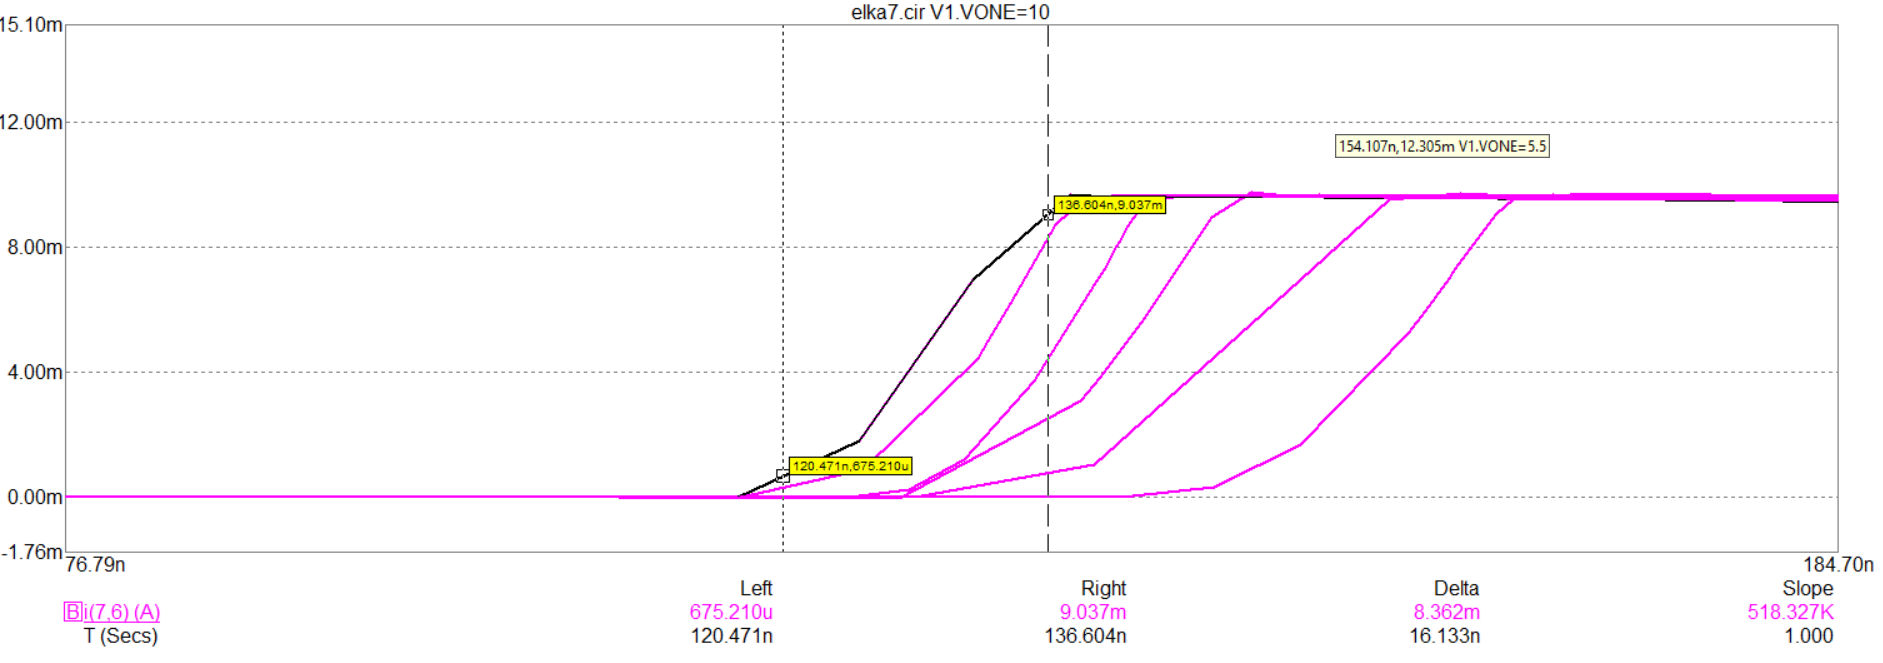 elka7.cir V1.VONE=10
15.10m
12.00m
154.107n,12.305m V1.VONE=5.5
136.604n,9.037m
8.00m
4.00m
120.471n,675.210u
0.00m
-1.76m
76.79n 184.70n
Left Right Delta Slope
B i(7,6) (A) 675.210u 9.037m 8.362m 518.327K
T (Secs) 120.471n 136.604n 16.133n 1.000